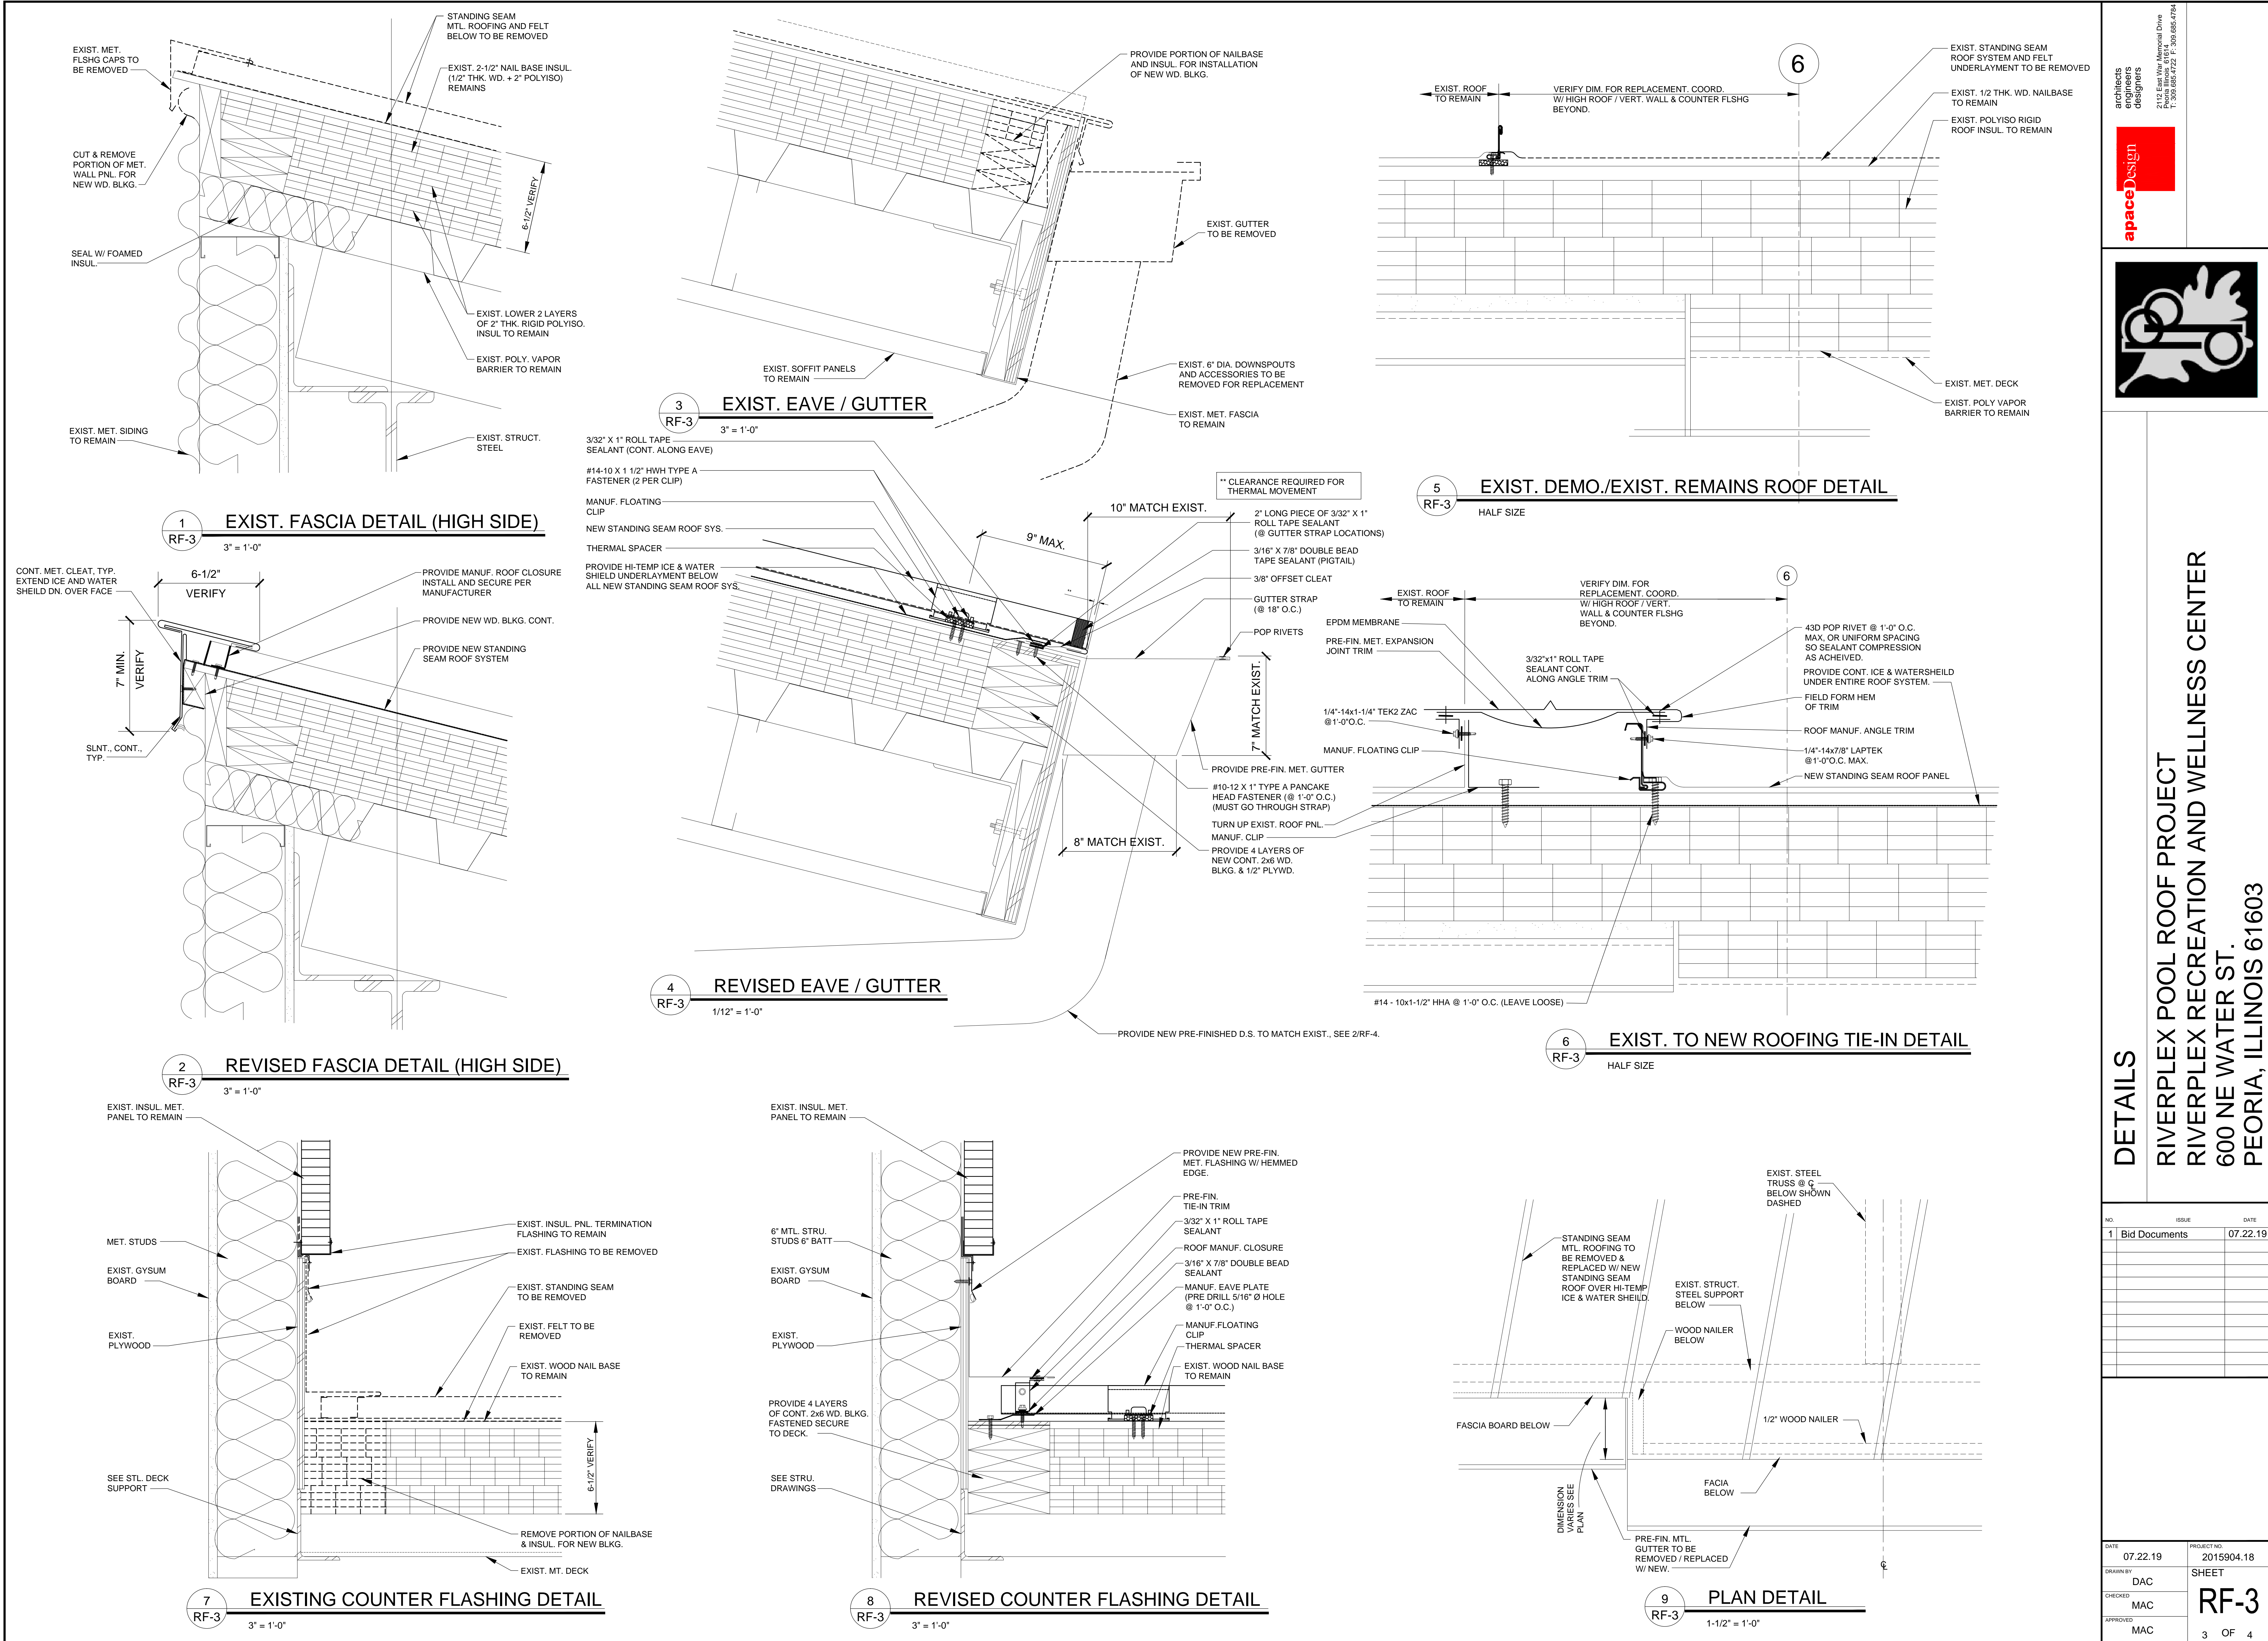 STANDING SEAM
MTL. ROOFING AND FELT
BELOW TO BE REMOVED
EXIST. MET.
FLSHG CAPS TO
BE REMOVED
EXIST. 2-1/2" NAIL BASE INSUL.
(1/2" THK. WD. + 2" POLYISO)
REMAINS
CUT & REMOVE
PORTION OF MET.
WALL PNL. FOR
NEW WD. BLKG.
6-1/2" VERIFY
SEAL W/ FOAMED
INSUL.
EXIST. LOWER 2 LAYERS
OF 2" THK. RIGID POLYISO.
INSUL TO REMAIN
EXIST. POLY. VAPOR
BARRIER TO REMAIN
EXIST. MET. SIDING
TO REMAIN
EXIST. STRUCT.
STEEL
1
RF-3
EXIST. FASCIA DETAIL (HIGH SIDE)
3" = 1'-0"
CONT. MET. CLEAT, TYP.
EXTEND ICE AND WATER
SHEILD DN. OVER FACE
6-1/2"
VERIFY
PROVIDE MANUF. ROOF CLOSURE
INSTALL AND SECURE PER
MANUFACTURER
PROVIDE NEW WD. BLKG. CONT.
PROVIDE NEW STANDING
SEAM ROOF SYSTEM
7" MIN.
VERIFY
SLNT., CONT.,
TYP.
2
RF-3
REVISED FASCIA DETAIL (HIGH SIDE)
3" = 1'-0"
PROVIDE PORTION OF NAILBASE
AND INSUL. FOR INSTALLATION
OF NEW WD. BLKG.
EXIST. GUTTER
TO BE REMOVED
EXIST. SOFFIT PANELS
TO REMAIN
EXIST. 6" DIA. DOWNSPOUTS
AND ACCESSORIES TO BE
REMOVED FOR REPLACEMENT
EXIST. MET. FASCIA
TO REMAIN
3
RF-3
EXIST. EAVE / GUTTER
3" = 1'-0"
3/32" X 1" ROLL TAPE
SEALANT (CONT. ALONG EAVE)
#14-10 X 1 1/2" HWH TYPE A
FASTENER (2 PER CLIP)
MANUF. FLOATING
CLIP
NEW STANDING SEAM ROOF SYS.
THERMAL SPACER
PROVIDE HI-TEMP ICE & WATER
SHIELD UNDERLAYMENT BELOW
ALL NEW STANDING SEAM ROOF SYS.
** CLEARANCE REQUIRED FOR
THERMAL MOVEMENT
10" MATCH EXIST.
9" MAX.
**
2" LONG PIECE OF 3/32" X 1"
ROLL TAPE SEALANT
(@ GUTTER STRAP LOCATIONS)
3/16" X 7/8" DOUBLE BEAD
TAPE SEALANT (PIGTAIL)
3/8" OFFSET CLEAT
GUTTER STRAP
(@ 18" O.C.)
POP RIVETS
7" MATCH EXIST.
PROVIDE PRE-FIN. MET. GUTTER
#10-12 X 1" TYPE A PANCAKE
HEAD FASTENER (@ 1'-0" O.C.)
(MUST GO THROUGH STRAP)
TURN UP EXIST. ROOF PNL.
MANUF. CLIP
PROVIDE 4 LAYERS OF
NEW CONT. 2x6 WD.
BLKG. & 1/2" PLYWD.
8" MATCH EXIST.
4
RF-3
REVISED EAVE / GUTTER
1/12" = 1'-0"
PROVIDE NEW PRE-FINISHED D.S. TO MATCH EXIST., SEE 2/RF-4.
6
EXIST. ROOF
TO REMAIN
VERIFY DIM. FOR REPLACEMENT. COORD.
W/ HIGH ROOF / VERT. WALL & COUNTER FLSHG
BEYOND.
EXIST. STANDING SEAM
ROOF SYSTEM AND FELT
UNDERLAYMENT TO BE REMOVED
EXIST. 1/2 THK. WD. NAILBASE
TO REMAIN
EXIST. POLYISO RIGID
ROOF INSUL. TO REMAIN
EXIST. MET. DECK
EXIST. POLY VAPOR
BARRIER TO REMAIN
5
RF-3
EXIST. DEMO./EXIST. REMAINS ROOF DETAIL
HALF SIZE
6
EXIST. ROOF
TO REMAIN
VERIFY DIM. FOR
REPLACEMENT. COORD.
W/ HIGH ROOF / VERT.
WALL & COUNTER FLSHG
BEYOND.
EPDM MEMBRANE
PRE-FIN. MET. EXPANSION
JOINT TRIM
3/32"x1" ROLL TAPE
SEALANT CONT.
ALONG ANGLE TRIM
43D POP RIVET @ 1'-0" O.C.
MAX, OR UNIFORM SPACING
SO SEALANT COMPRESSION
AS ACHEIVED.
PROVIDE CONT. ICE & WATERSHEILD
UNDER ENTIRE ROOF SYSTEM.
FIELD FORM HEM
OF TRIM
1/4"-14x1-1/4" TEK2 ZAC
@1'-0"O.C.
ROOF MANUF. ANGLE TRIM
MANUF. FLOATING CLIP
1/4"-14x7/8" LAPTEK
@1'-0"O.C. MAX.
NEW STANDING SEAM ROOF PANEL
#14 - 10x1-1/2" HHA @ 1'-0" O.C. (LEAVE LOOSE)
6
RF-3
EXIST. TO NEW ROOFING TIE-IN DETAIL
HALF SIZE
EXIST. INSUL. MET.
PANEL TO REMAIN
MET. STUDS
EXIST. INSUL. PNL. TERMINATION
FLASHING TO REMAIN
EXIST. FLASHING TO BE REMOVED
EXIST. GYSUM
BOARD
EXIST. STANDING SEAM
TO BE REMOVED
EXIST. FELT TO BE
REMOVED
EXIST.
PLYWOOD
EXIST. WOOD NAIL BASE
TO REMAIN
6-1/2" VERIFY
SEE STL. DECK
SUPPORT
REMOVE PORTION OF NAILBASE
& INSUL. FOR NEW BLKG.
EXIST. MT. DECK
7
RF-3
EXISTING COUNTER FLASHING DETAIL
3" = 1'-0"
EXIST. INSUL. MET.
PANEL TO REMAIN
PROVIDE NEW PRE-FIN.
MET. FLASHING W/ HEMMED
EDGE.
PRE-FIN.
TIE-IN TRIM
6" MTL. STRU.
STUDS 6" BATT
3/32" X 1" ROLL TAPE
SEALANT
ROOF MANUF. CLOSURE
EXIST. GYSUM
BOARD
3/16" X 7/8" DOUBLE BEAD
SEALANT
MANUF. EAVE PLATE
(PRE DRILL 5/16" Ø HOLE
@ 1'-0" O.C.)
EXIST.
PLYWOOD
MANUF.FLOATING
CLIP
THERMAL SPACER
EXIST. WOOD NAIL BASE
TO REMAIN
PROVIDE 4 LAYERS
OF CONT. 2x6 WD. BLKG.
FASTENED SECURE
TO DECK.
SEE STRU.
DRAWINGS
8
RF-3
REVISED COUNTER FLASHING DETAIL
3" = 1'-0"
EXIST. STEEL
TRUSS @ ℄
BELOW SHOWN
DASHED
STANDING SEAM
MTL. ROOFING TO
BE REMOVED &
REPLACED W/ NEW
STANDING SEAM
ROOF OVER HI-TEMP
ICE & WATER SHEILD.
EXIST. STRUCT.
STEEL SUPPORT
BELOW
WOOD NAILER
BELOW
FASCIA BOARD BELOW
1/2" WOOD NAILER
FACIA
BELOW
DIMENSION
VARIES SEE
PLAN
PRE-FIN. MTL.
GUTTER TO BE
REMOVED / REPLACED
W/ NEW.
℄
9
RF-3
PLAN DETAIL
1-1/2" = 1'-0"
apaceDesign
architects
engineers
designers
2112 East War Memorial Drive
Peoria Illinois 61614
T: 309.685.4722 F: 309.685.4784
DETAILS
RIVERPLEX POOL ROOF PROJECT
RIVERPLEX RECREATION AND WELLNESS CENTER
600 NE WATER ST.
PEORIA, ILLINOIS 61603
NO. ISSUE DATE
1 Bid Documents 07.22.19
DATE
07.22.19
PROJECT NO.
2015904.18
DRAWN BY
DAC
SHEET
RF-3
CHECKED
MAC
APPROVED
MAC
3 OF 4